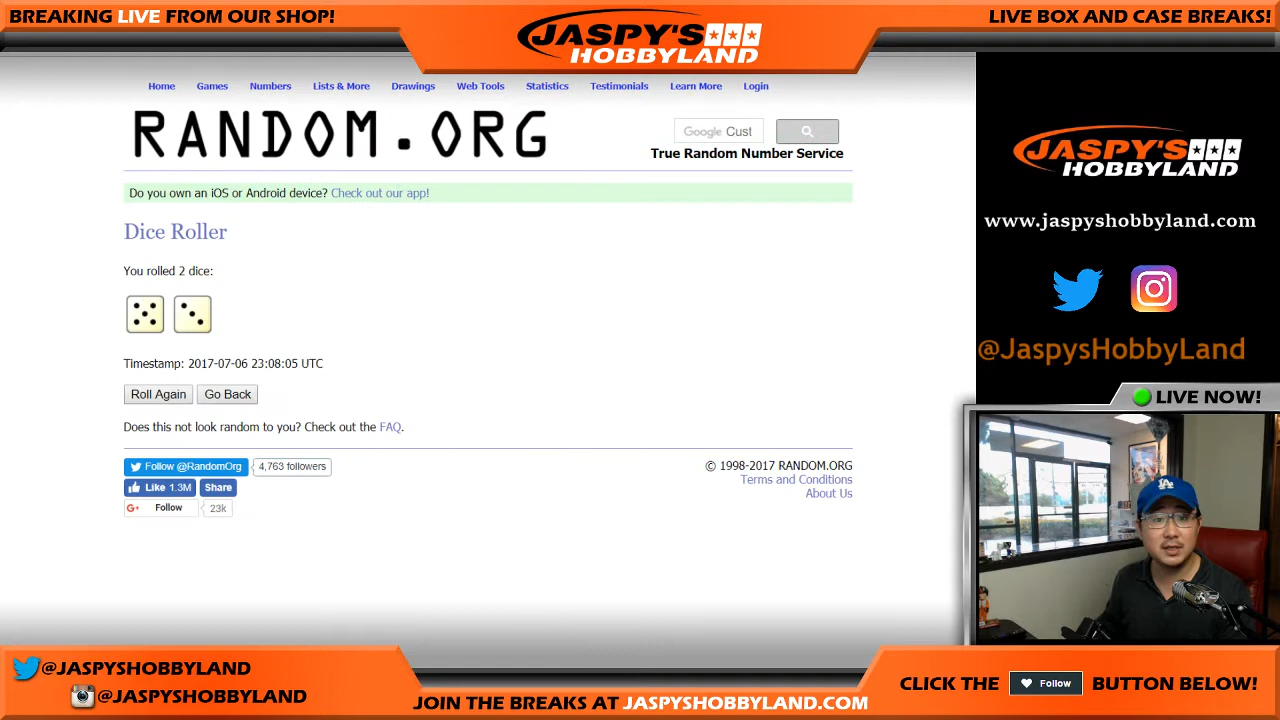 BREAKING LIVE FROM OUR SHOP!
JASPY'S
HOBBYLAND
LIVE BOX AND CASE BREAKS!
Home Games Numbers Lists & More Drawings Web Tools Statistics Testimonials Learn More Login
RANDOM.ORG
Google Cust
True Random Number Service
Do you own an iOS or Android device? Check out our app!
Dice Roller
You rolled 2 dice:
Timestamp: 2017-07-06 23:08:05 UTC
Roll Again Go Back
Does this not look random to you? Check out the FAQ.
Follow @RandomOrg 4,763 followers
Like 1.3M Share
G+ Follow 23k
© 1998-2017 RANDOM.ORG
Terms and Conditions
About Us
JASPY'S
HOBBYLAND
www.jaspyshobbyland.com
@JaspysHobbyLand
LIVE NOW!
LA
@JASPYSHOBBYLAND
@JASPYSHOBBYLAND
JOIN THE BREAKS AT JASPYSHOBBYLAND.COM
CLICK THE Follow BUTTON BELOW!